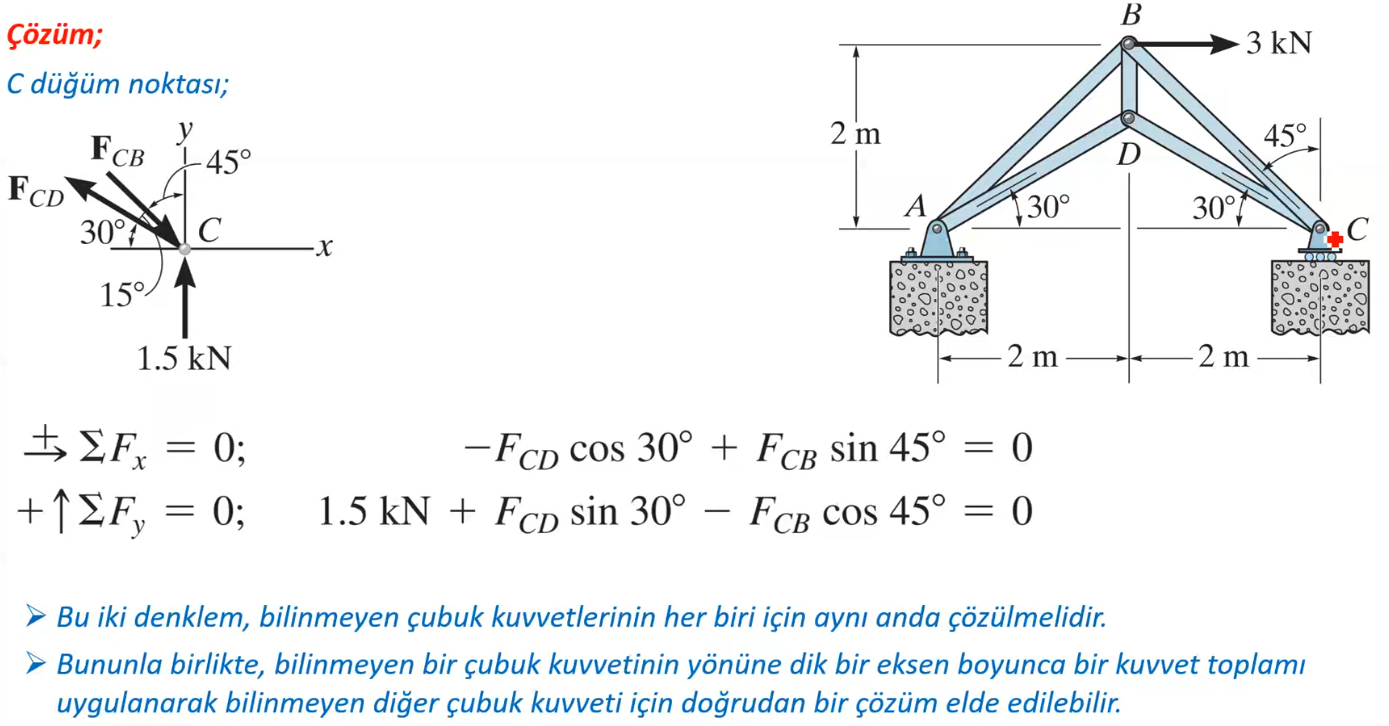 Çözüm;
C düğüm noktası;
y
F_CB
45°
F_CD
30°
C
x
15°
1.5 kN
B
3 kN
2 m
45°
D
A
30°
30°
C
2 m
2 m
→+ ΣF_x = 0; −F_CD cos 30° + F_CB sin 45° = 0
+↑ΣF_y = 0; 1.5 kN + F_CD sin 30° − F_CB cos 45° = 0
➢ Bu iki denklem, bilinmeyen çubuk kuvvetlerinin her biri için aynı anda çözülmelidir.
➢ Bununla birlikte, bilinmeyen bir çubuk kuvvetinin yönüne dik bir eksen boyunca bir kuvvet toplamı
uygulanarak bilinmeyen diğer çubuk kuvveti için doğrudan bir çözüm elde edilebilir.